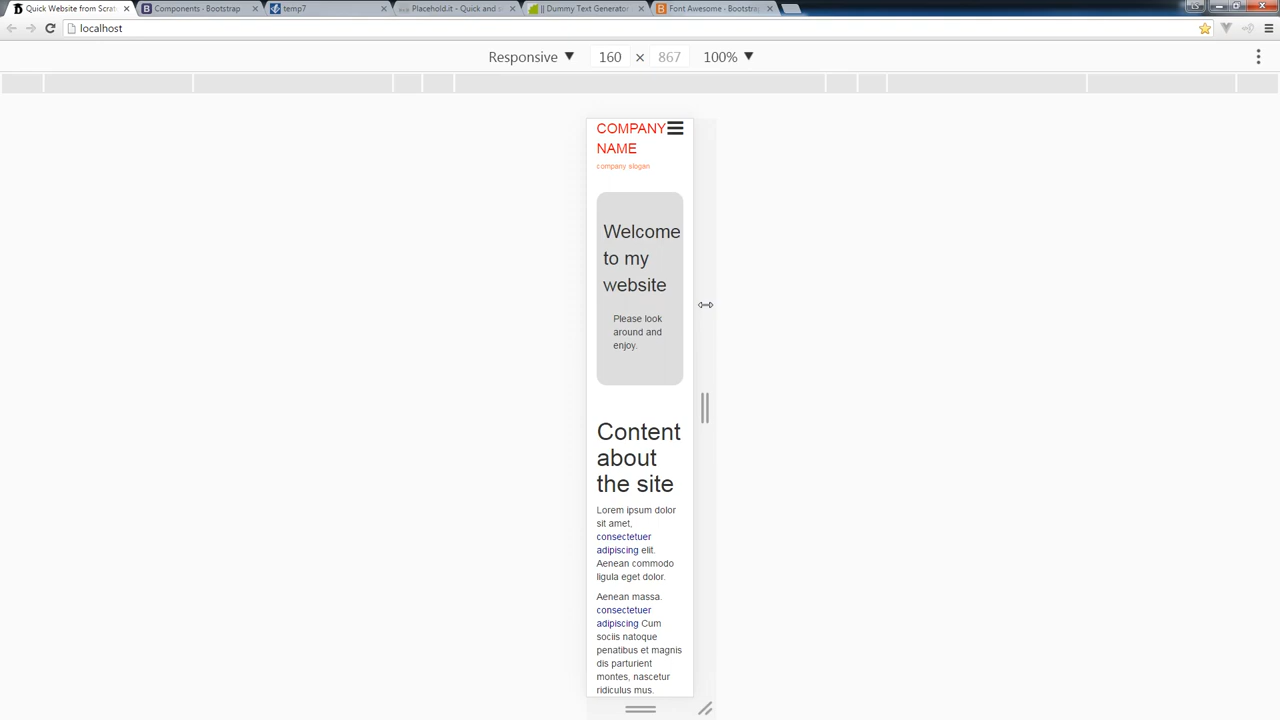 Quick Website from Scrat
Components · Bootstrap
temp7
Placehold.it - Quick and s
|| Dummy Text Generator
Font Awesome · Bootstrap
localhost
Responsive 160 × 867 100%
COMPANY
NAME
company slogan
Welcome
to my
website
Please look
around and
enjoy.
Content
about
the site
Lorem ipsum dolor
sit amet,
consectetuer
adipiscing elit.
Aenean commodo
ligula eget dolor.
Aenean massa.
consectetuer
adipiscing Cum
sociis natoque
penatibus et magnis
dis parturient
montes, nascetur
ridiculus mus.